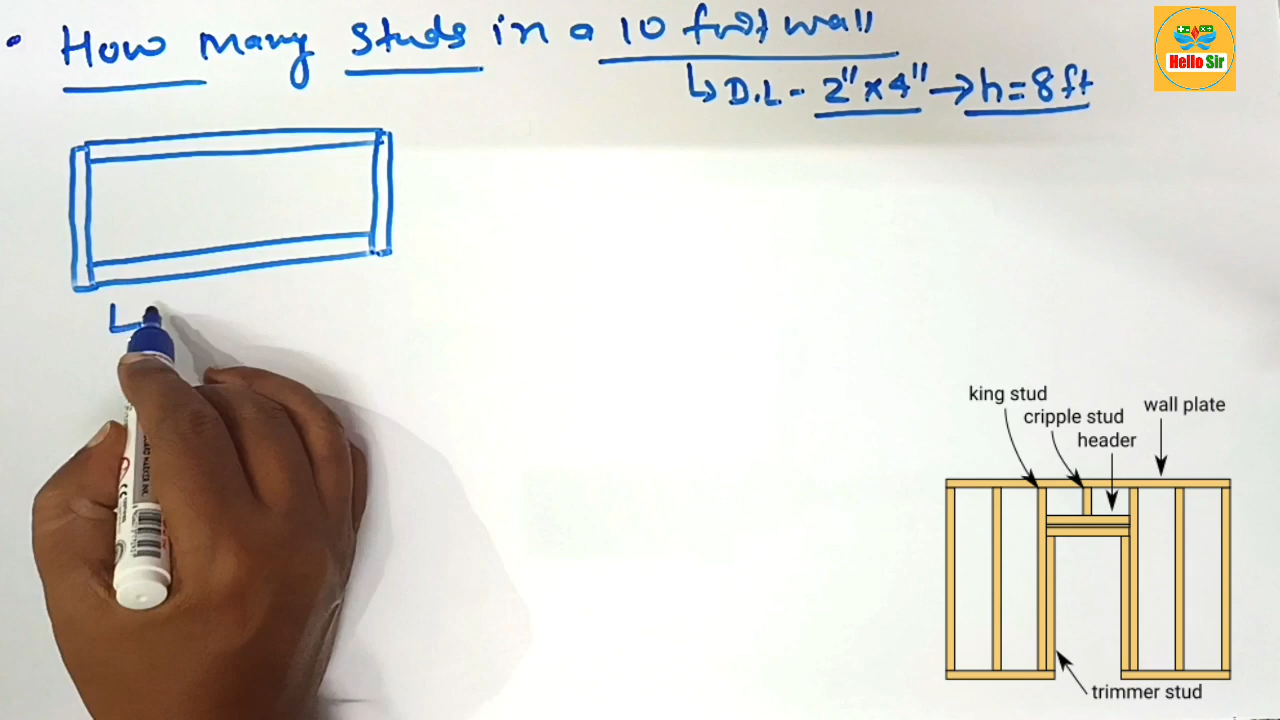 • How many studs in a 10 foot wall
↳ D.L - 2"x4" → h = 8ft
Hello Sir
L
king stud
cripple stud
wall plate
header
trimmer stud